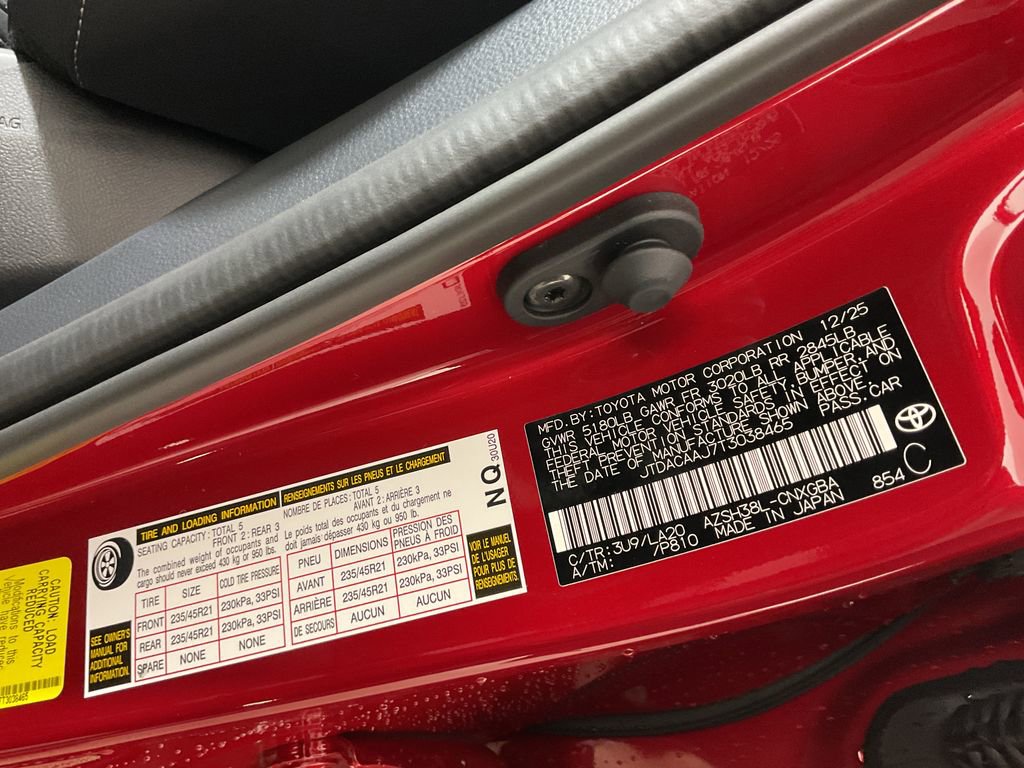 AG
MFD.BY:TOYOTA MOTOR CORPORATION 12/25
GVWR 5180LB GAWR FR 3020LB RR 2845LB
THIS VEHICLE CONFORMS TO ALL APPLICABLE
FEDERAL MOTOR VEHICLE SAFETY,BUMPER,AND
THEFT PREVENTION STANDARDS IN EFFECT ON
THE DATE OF MANUFACTURE SHOWN ABOVE.
JTDACAAJ7T3038465 PASS.CAR
C/TR:3U9/LA20 AZSH38L-CNXGBA 854 C
A/TM: /P810 MADE IN JAPAN
TIRE AND LOADING INFORMATION
RENSEIGNEMENTS SUR LES PNEUS ET LE CHARGEMENT
SEATING CAPACITY: TOTAL 5
FRONT 2: REAR 3
NOMBRE DE PLACES: TOTAL 5
AVANT 2: ARRIÈRE 3
The combined weight of occupants and
cargo should never exceed 430 kg or 950 lbs.
Le poids total des occupants et du chargement ne
doit jamais dépasser 430 kg ou 950 lb.
NQ 30U20
TIRE SIZE COLD TIRE PRESSURE
FRONT 235/45R21 230kPa, 33PSI
REAR 235/45R21 230kPa, 33PSI
SPARE NONE NONE
PNEU DIMENSIONS PRESSION DES PNEUS À FROID
AVANT 235/45R21 230kPa, 33PSI
ARRIÈRE 235/45R21 230kPa, 33PSI
DE SECOURS AUCUN AUCUN
SEE OWNER'S
MANUAL FOR
ADDITIONAL
INFORMATION.
VOIR LE MANUEL
DE L'USAGER
POUR PLUS DE
RENSEIGNEMENTS.
CAUTION: LOAD
CARRYING CAPACITY
REDUCED
Modifications to this
Vehicle have reduced
T3038465